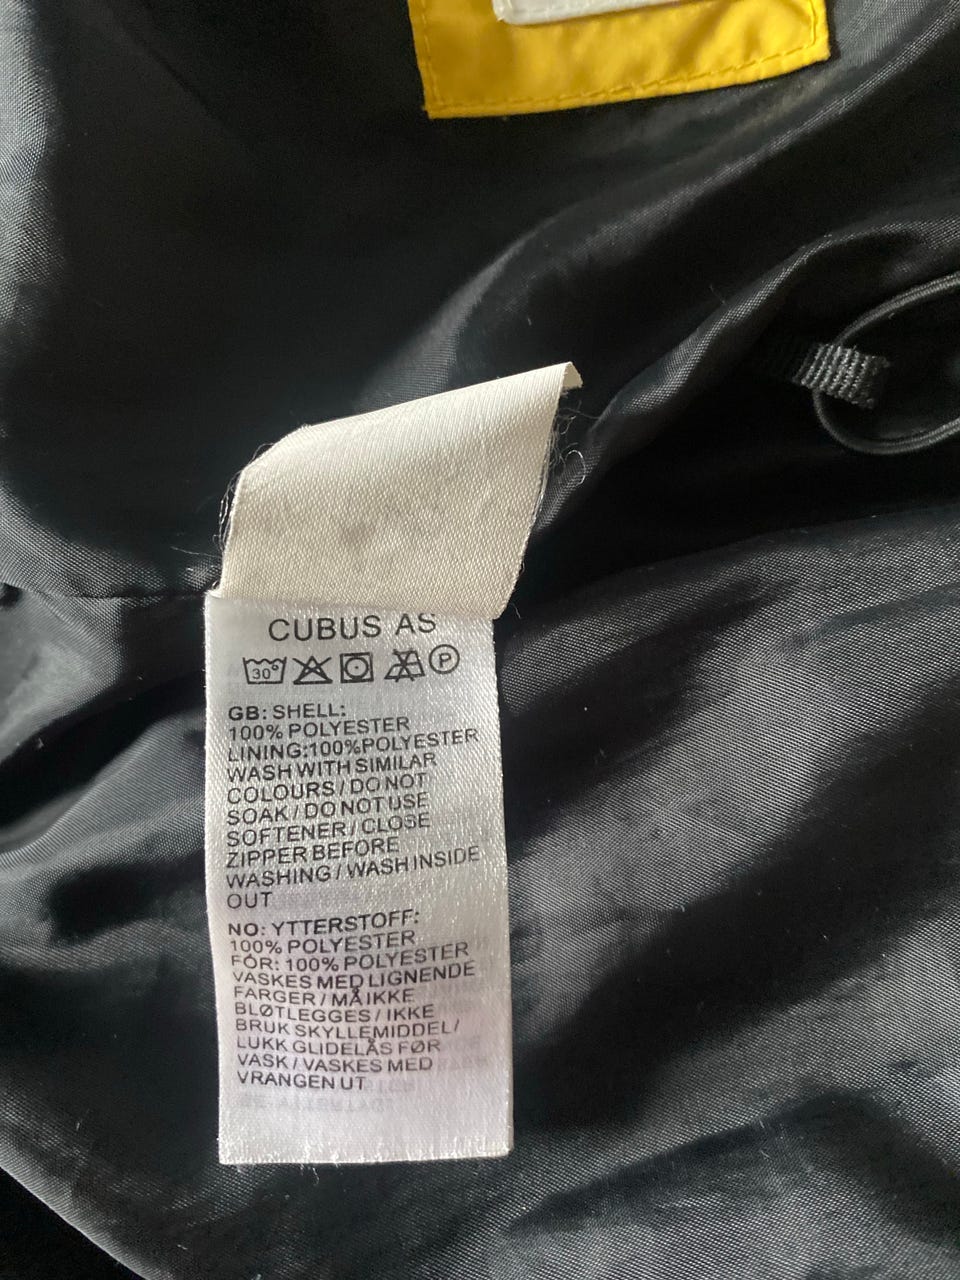 CUBUS AS
30° P
GB: SHELL:
100% POLYESTER
LINING:100%POLYESTER
WASH WITH SIMILAR
COLOURS / DO NOT
SOAK / DO NOT USE
SOFTENER / CLOSE
ZIPPER BEFORE
WASHING / WASH INSIDE
OUT
NO: YTTERSTOFF:
100% POLYESTER
FÓR: 100% POLYESTER
VASKES MED LIGNENDE
FARGER / MÅ IKKE
BLØTLEGGES / IKKE
BRUK SKYLLEMIDDEL /
LUKK GLIDELÅS FØR
VASK / VASKES MED
VRANGEN UT